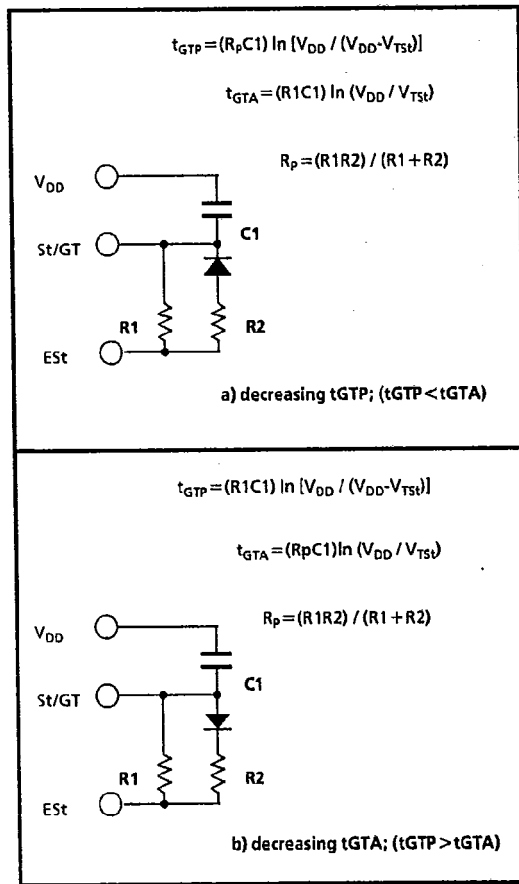 tGTP=(RPC1) ln [VDD / (VDD-VTSt)]
tGTA=(R1C1) ln (VDD / VTSt)
RP=(R1R2) / (R1+R2)
VDD
C1
St/GT
R1
R2
ESt
a) decreasing tGTP; (tGTP<tGTA)
tGTP=(R1C1) ln [VDD / (VDD-VTSt)]
tGTA=(RpC1)ln (VDD / VTSt)
RP=(R1R2) / (R1+R2)
VDD
C1
St/GT
R1
R2
ESt
b) decreasing tGTA; (tGTP>tGTA)